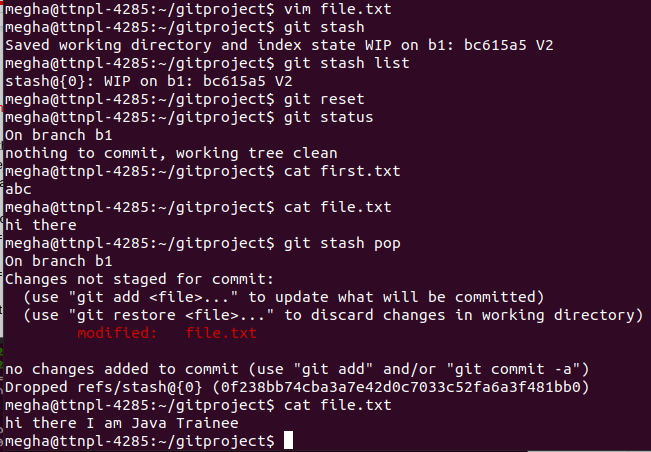 megha@ttnpl-4285:~/gitproject$ vim file.txt
megha@ttnpl-4285:~/gitproject$ git stash
Saved working directory and index state WIP on b1: bc615a5 V2
megha@ttnpl-4285:~/gitproject$ git stash list
stash@{0}: WIP on b1: bc615a5 V2
megha@ttnpl-4285:~/gitproject$ git reset
megha@ttnpl-4285:~/gitproject$ git status
On branch b1
nothing to commit, working tree clean
megha@ttnpl-4285:~/gitproject$ cat first.txt
abc
megha@ttnpl-4285:~/gitproject$ cat file.txt
hi there
megha@ttnpl-4285:~/gitproject$ git stash pop
On branch b1
Changes not staged for commit:
  (use "git add <file>..." to update what will be committed)
  (use "git restore <file>..." to discard changes in working directory)
        modified:   file.txt

no changes added to commit (use "git add" and/or "git commit -a")
Dropped refs/stash@{0} (0f238bb74cba3a7e42d0c7033c52fa6a3f481bb0)
megha@ttnpl-4285:~/gitproject$ cat file.txt
hi there I am Java Trainee
megha@ttnpl-4285:~/gitproject$